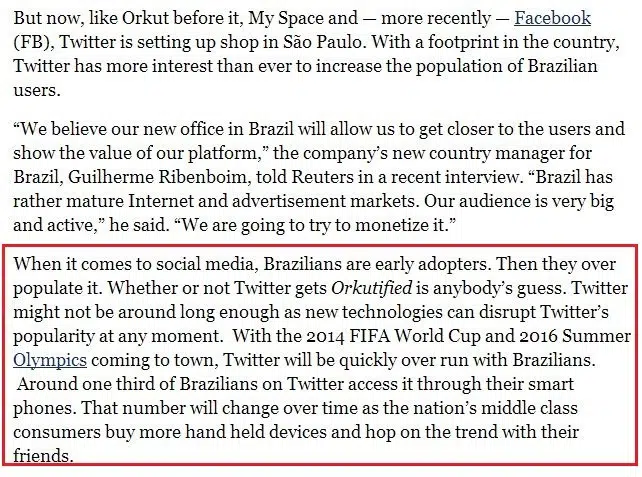 But now, like Orkut before it, My Space and — more recently — Facebook
(FB), Twitter is setting up shop in São Paulo. With a footprint in the country,
Twitter has more interest than ever to increase the population of Brazilian
users.
“We believe our new office in Brazil will allow us to get closer to the users and
show the value of our platform,” the company’s new country manager for
Brazil, Guilherme Ribenboim, told Reuters in a recent interview. “Brazil has
rather mature Internet and advertisement markets. Our audience is very big
and active,” he said. “We are going to try to monetize it.”
When it comes to social media, Brazilians are early adopters. Then they over
populate it. Whether or not Twitter gets Orkutified is anybody’s guess. Twitter
might not be around long enough as new technologies can disrupt Twitter’s
popularity at any moment.  With the 2014 FIFA World Cup and 2016 Summer
Olympics coming to town, Twitter will be quickly over run with Brazilians.
Around one third of Brazilians on Twitter access it through their smart
phones. That number will change over time as the nation’s middle class
consumers buy more hand held devices and hop on the trend with their
friends.